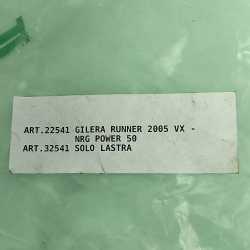 ART.22541 GILERA RUNNER 2005 VX -
NRG POWER 50
ART.32541 SOLO LASTRA